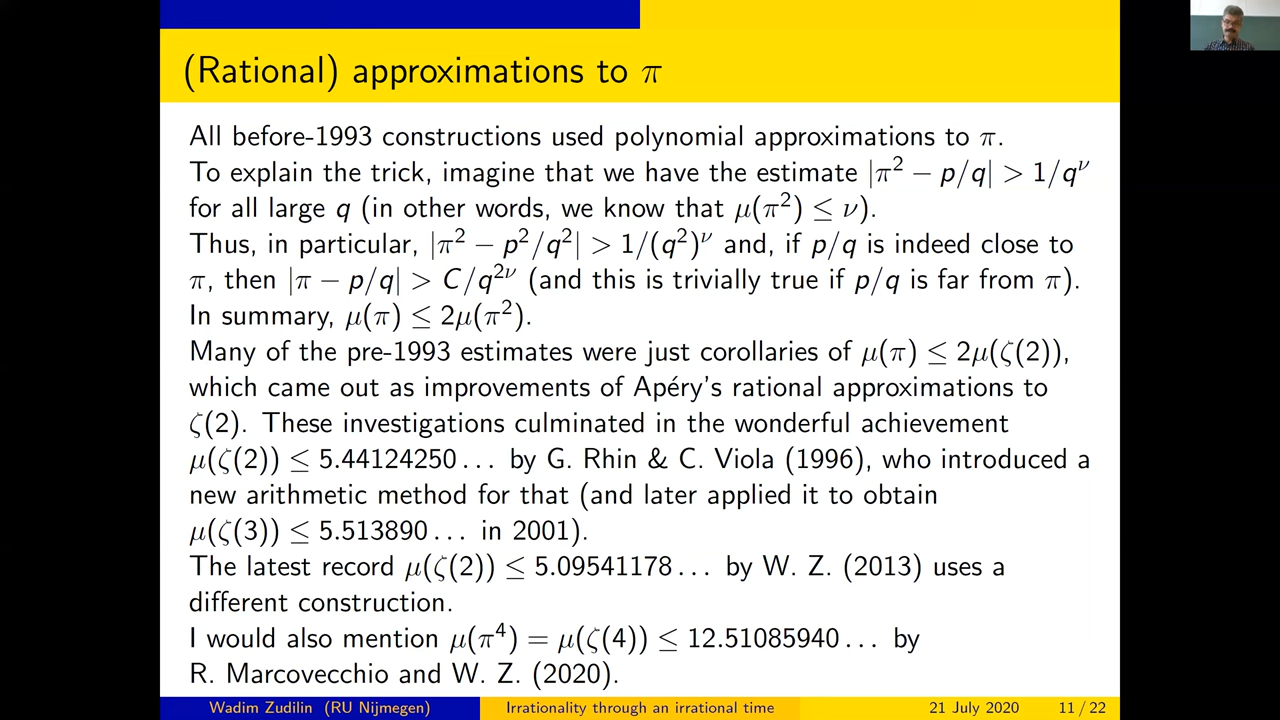 (Rational) approximations to π
All before-1993 constructions used polynomial approximations to π.
To explain the trick, imagine that we have the estimate |π² − p/q| > 1/q^ν
for all large q (in other words, we know that μ(π²) ≤ ν).
Thus, in particular, |π² − p²/q²| > 1/(q²)^ν and, if p/q is indeed close to
π, then |π − p/q| > C/q^{2ν} (and this is trivially true if p/q is far from π).
In summary, μ(π) ≤ 2μ(π²).
Many of the pre-1993 estimates were just corollaries of μ(π) ≤ 2μ(ζ(2)),
which came out as improvements of Apéry's rational approximations to
ζ(2). These investigations culminated in the wonderful achievement
μ(ζ(2)) ≤ 5.44124250... by G. Rhin & C. Viola (1996), who introduced a
new arithmetic method for that (and later applied it to obtain
μ(ζ(3)) ≤ 5.513890... in 2001).
The latest record μ(ζ(2)) ≤ 5.09541178... by W. Z. (2013) uses a
different construction.
I would also mention μ(π⁴) = μ(ζ(4)) ≤ 12.51085940... by
R. Marcovecchio and W. Z. (2020).
Wadim Zudilin (RU Nijmegen) Irrationality through an irrational time 21 July 2020 11 / 22